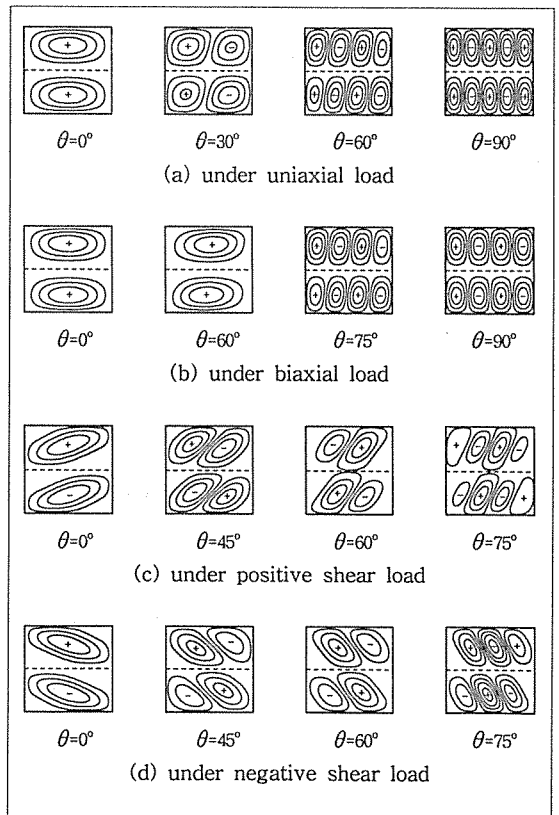 θ=0° θ=30° θ=60° θ=90°
(a) under uniaxial load
θ=0° θ=60° θ=75° θ=90°
(b) under biaxial load
θ=0° θ=45° θ=60° θ=75°
(c) under positive shear load
θ=0° θ=45° θ=60° θ=75°
(d) under negative shear load